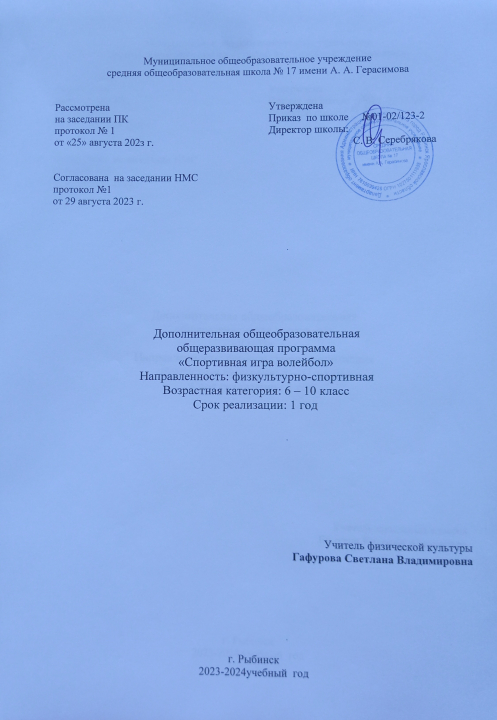 Муниципальное общеобразовательное учреждение
средняя общеобразовательная школа № 17 имени А. А. Герасимова
Рассмотрена
на заседании ПК
протокол № 1
от «25» августа 2023 г.
Утверждена
Приказ по школе №01-02/123-2
Директор школы:
С.В. Серебрякова
Согласована на заседании НМС
протокол №1
от 29 августа 2023 г.
Дополнительная общеобразовательная
общеразвивающая программа
«Спортивная игра волейбол»
Направленность: физкультурно-спортивная
Возрастная категория: 6 – 10 класс
Срок реализации: 1 год
Учитель физической культуры
Гафурова Светлана Владимировна
г. Рыбинск
2023-2024учебный год